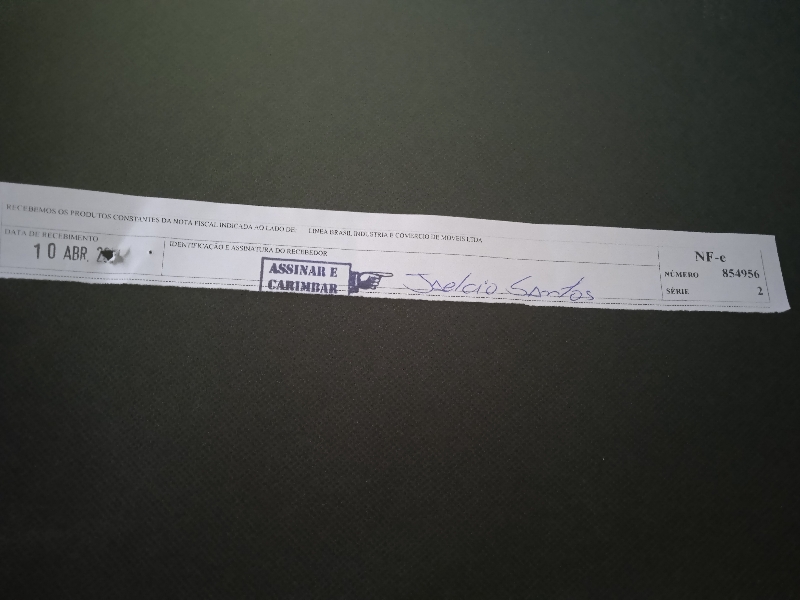 RECEBEMOS OS PRODUTOS CONSTANTES DA NOTA FISCAL INDICADA AO LADO DE: LINEA BRASIL INDUSTRIA E COMERCIO DE MOVEIS LTDA
DATA DE RECEBIMENTO
10 ABR.
IDENTIFICAÇÃO E ASSINATURA DO RECEBEDOR
ASSINAR E
CARIMBAR
Joelcio Santos
NF-e
NÚMERO 854956
SÉRIE 2